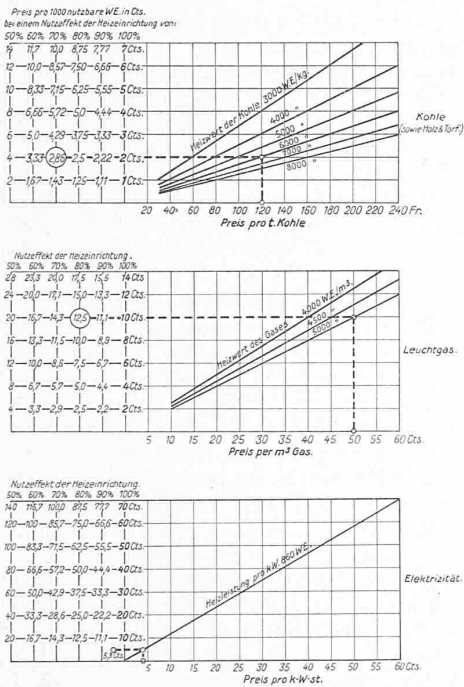 Preis pro 1000 nutzbare W.E. in Cts.
bei einem Nutzeffekt der Heizeinrichtung von:
50% 60% 70% 80% 90% 100%
14 11,7 10,0 8,75 7,77 7 Cts.
12 10,0 8,57 7,50 6,66 6 Cts.
10 8,33 7,15 6,25 5,55 5 Cts.
8 6,66 5,72 5,0 4,44 4 Cts.
6 5,0 4,29 3,75 3,33 3 Cts.
4 3,33 2,86 2,5 2,22 2 Cts.
2 1,67 1,43 1,25 1,11 1 Cts.
Heizwert der Kohle 3000 W.E/kg.
4000 "
5000 "
6000 "
7000 "
8000 "
Kohle
(sowie Holz & Torf.)
20 40 60 80 100 120 140 160 180 200 220 240 Fr.
Preis pro t. Kohle
Nutzeffekt der Heizeinrichtung.
50% 60% 70% 80% 90% 100%
28 23,3 20,0 17,5 15,5 14 Cts
24 20,0 17,1 15,0 13,3 12 Cts.
20 16,7 14,3 12,5 11,1 10 Cts.
16 13,3 11,5 10,0 8,9 8 Cts.
12 10,0 8,6 7,5 6,7 6 Cts.
8 6,7 5,7 5,0 4,4 4 Cts.
4 3,3 2,9 2,5 2,2 2 Cts.
Heizwert des Gases 4000 W.E./m³.
4500 "
5000 "
Leuchtgas.
5 10 15 20 25 30 35 40 45 50 55 60 Cts.
Preis per m³ Gas.
Nutzeffekt der Heizeinrichtung.
50% 60% 70% 80% 90% 100%
140 116,7 100,0 87,5 77,7 70 Cts.
120 100 85,7 75,0 66,6 60 Cts.
100 83,3 71,5 62,5 55,5 50 Cts.
80 66,6 57,2 50,0 44,4 40 Cts.
60 50,0 42,9 37,5 33,3 30 Cts.
40 33,3 28,6 25,0 22,2 20 Cts.
20 16,7 14,3 12,5 11,1 10 Cts.
5,3 Cts.
Heizleistung pro kW. 860 WE.
Elektrizität.
5 10 15 20 25 30 35 40 45 50 55 60 Cts.
Preis pro k-W-st.